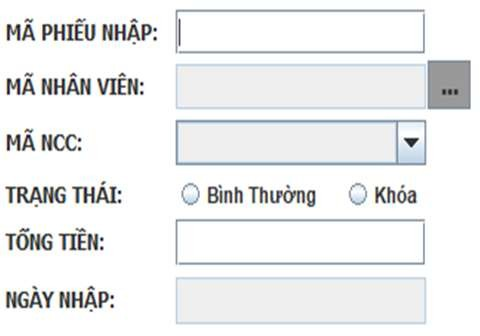 MÃ PHIẾU NHẬP:
MÃ NHÂN VIÊN: ...
MÃ NCC:
TRẠNG THÁI: Bình Thường Khóa
TỔNG TIỀN:
NGÀY NHẬP: